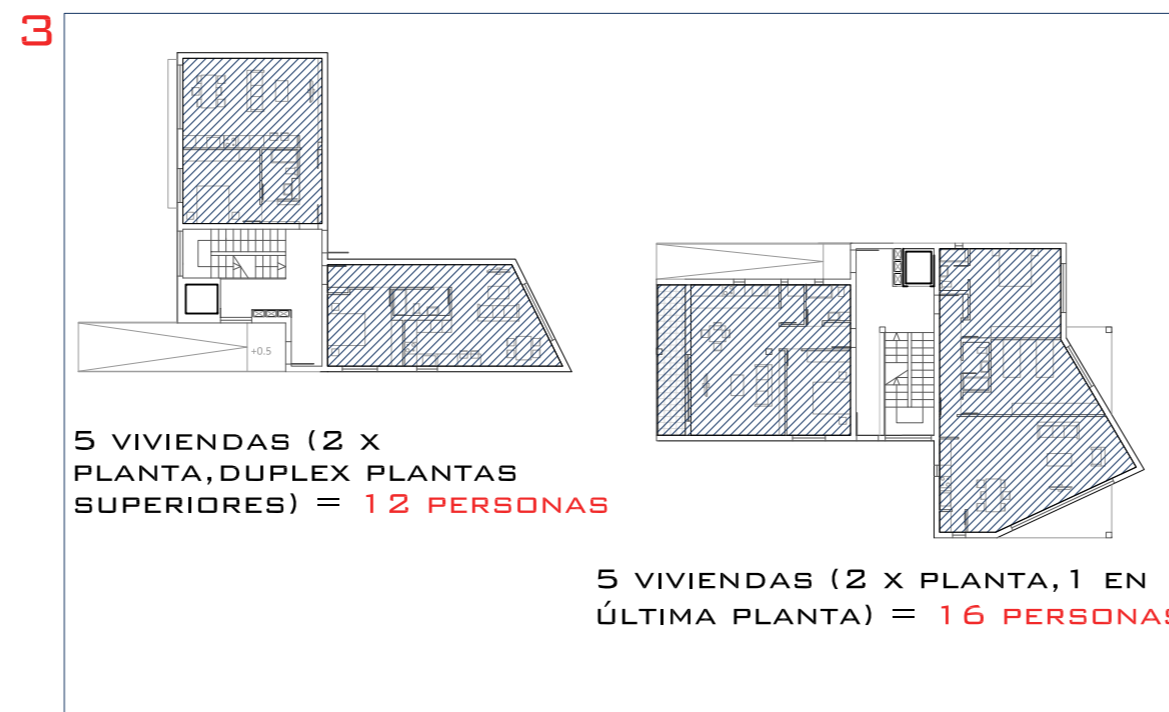 3
+0.5
5 VIVIENDAS (2 X
PLANTA,DUPLEX PLANTAS
SUPERIORES) = 12 PERSONAS
5 VIVIENDAS (2 X PLANTA,1 EN
ÚLTIMA PLANTA) = 16 PERSONAS